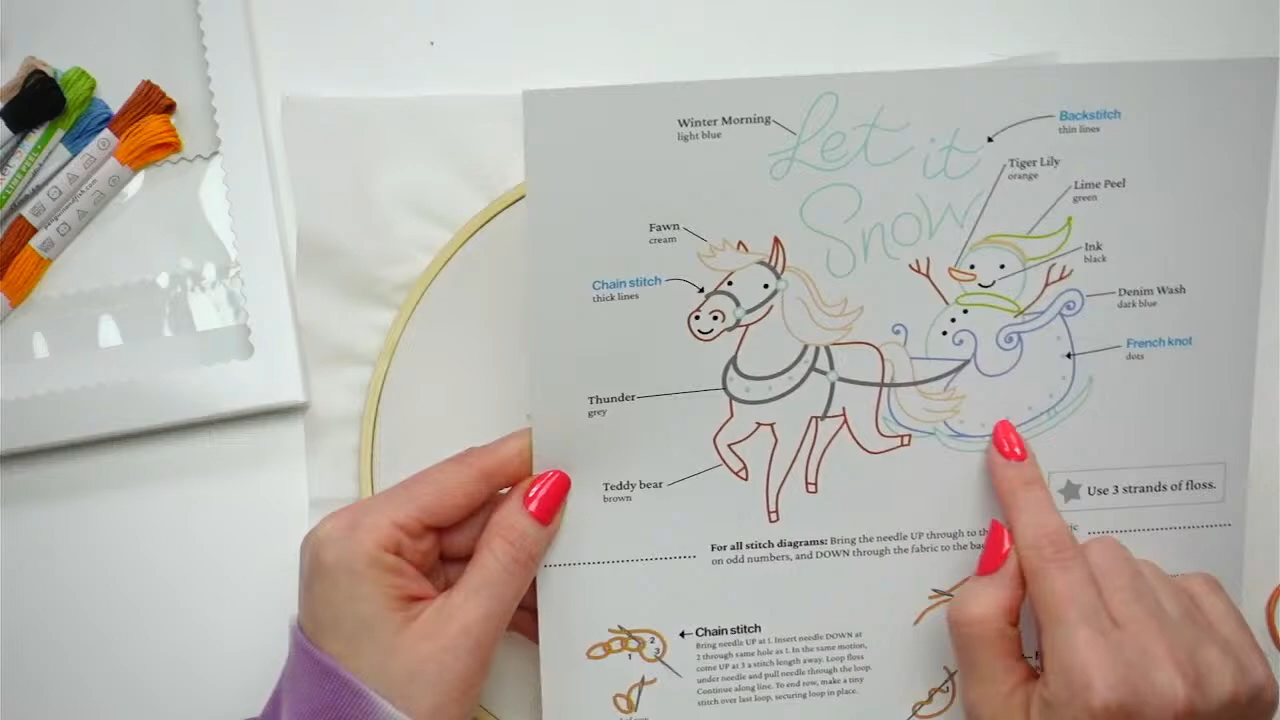 LIME PEEL
Let it
Snow
Winter Morning
light blue
Backstitch
thin lines
Tiger Lily
orange
Lime Peel
green
Fawn
cream
Ink
black
Chain stitch
thick lines
Denim Wash
dark blue
French knot
dots
Thunder
grey
Teddy bear
brown
Use 3 strands of floss.
For all stitch diagrams: Bring the needle UP through to th
on odd numbers, and DOWN through the fabric to the ba
Chain stitch
Bring needle UP at 1. Insert needle DOWN at
2 through same hole as 1. In the same motion,
come UP at 3 a stitch length away. Loop floss
under needle and pull needle through the loop.
Continue along line. To end row, make a tiny
stitch over last loop, securing loop in place.
2
3
1